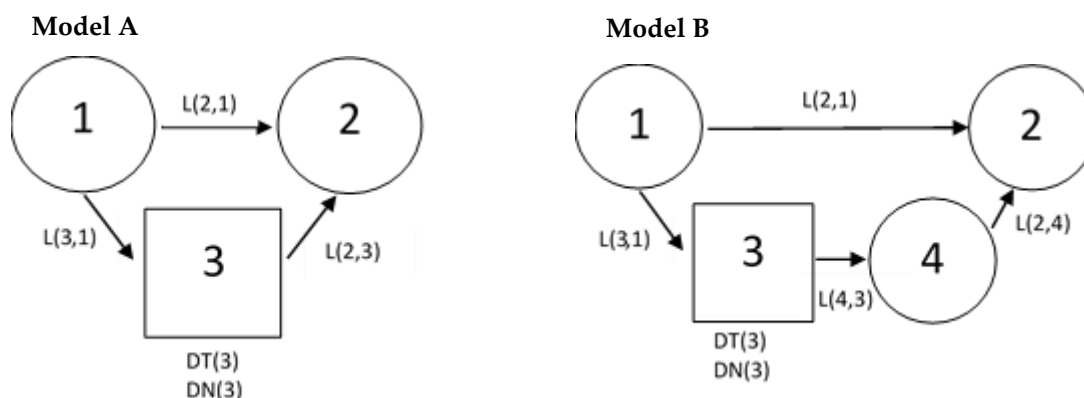 Model A
1
L(2,1)
2
L(3,1)
3
L(2,3)
DT(3)
DN(3)
Model B
1
L(2,1)
2
L(3,1)
3
L(4,3)
4
L(2,4)
DT(3)
DN(3)